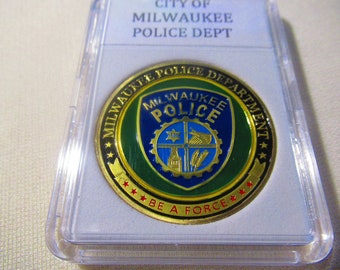 CITY OF
MILWAUKEE
POLICE DEPT
MILWAUKEE POLICE DEPARTMENT
MILWAUKEE
POLICE
BE A FORCE